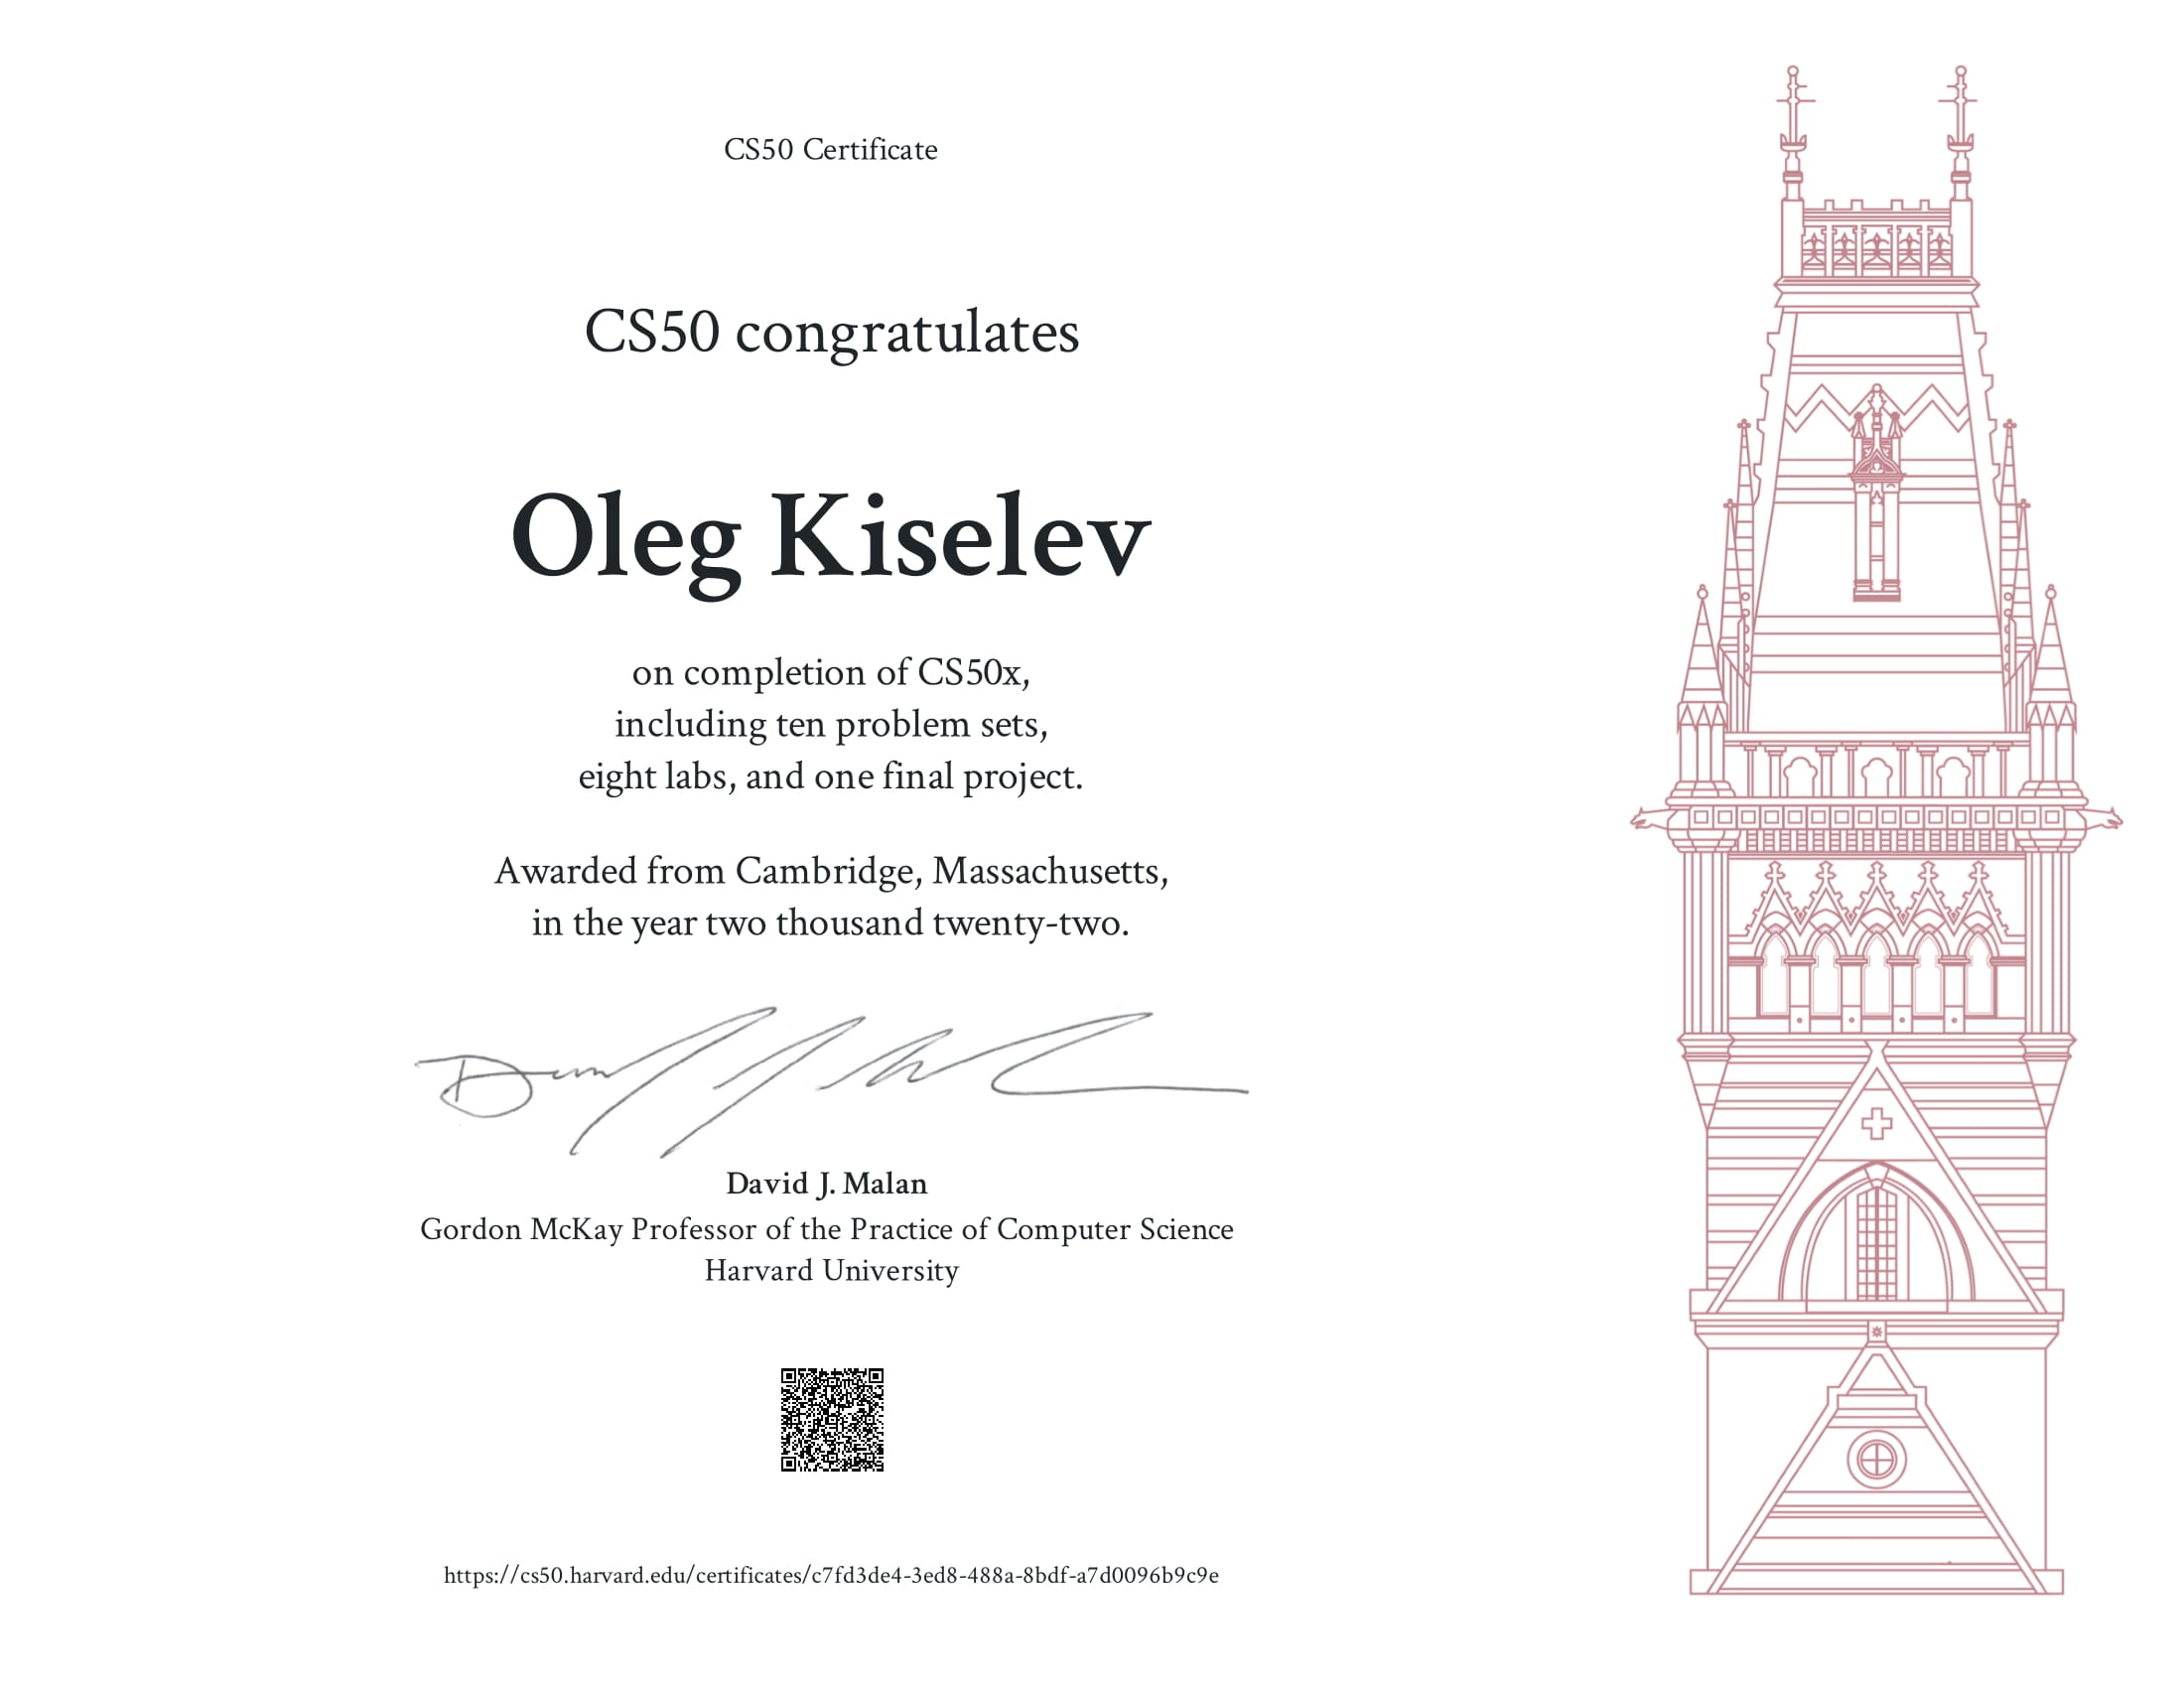 CS50 Certificate
CS50 congratulates
Oleg Kiselev
on completion of CS50x,
including ten problem sets,
eight labs, and one final project.
Awarded from Cambridge, Massachusetts,
in the year two thousand twenty-two.
David J. Malan
Gordon McKay Professor of the Practice of Computer Science
Harvard University
https://cs50.harvard.edu/certificates/c7fd3de4-3ed8-488a-8bdf-a7d0096b9c9e